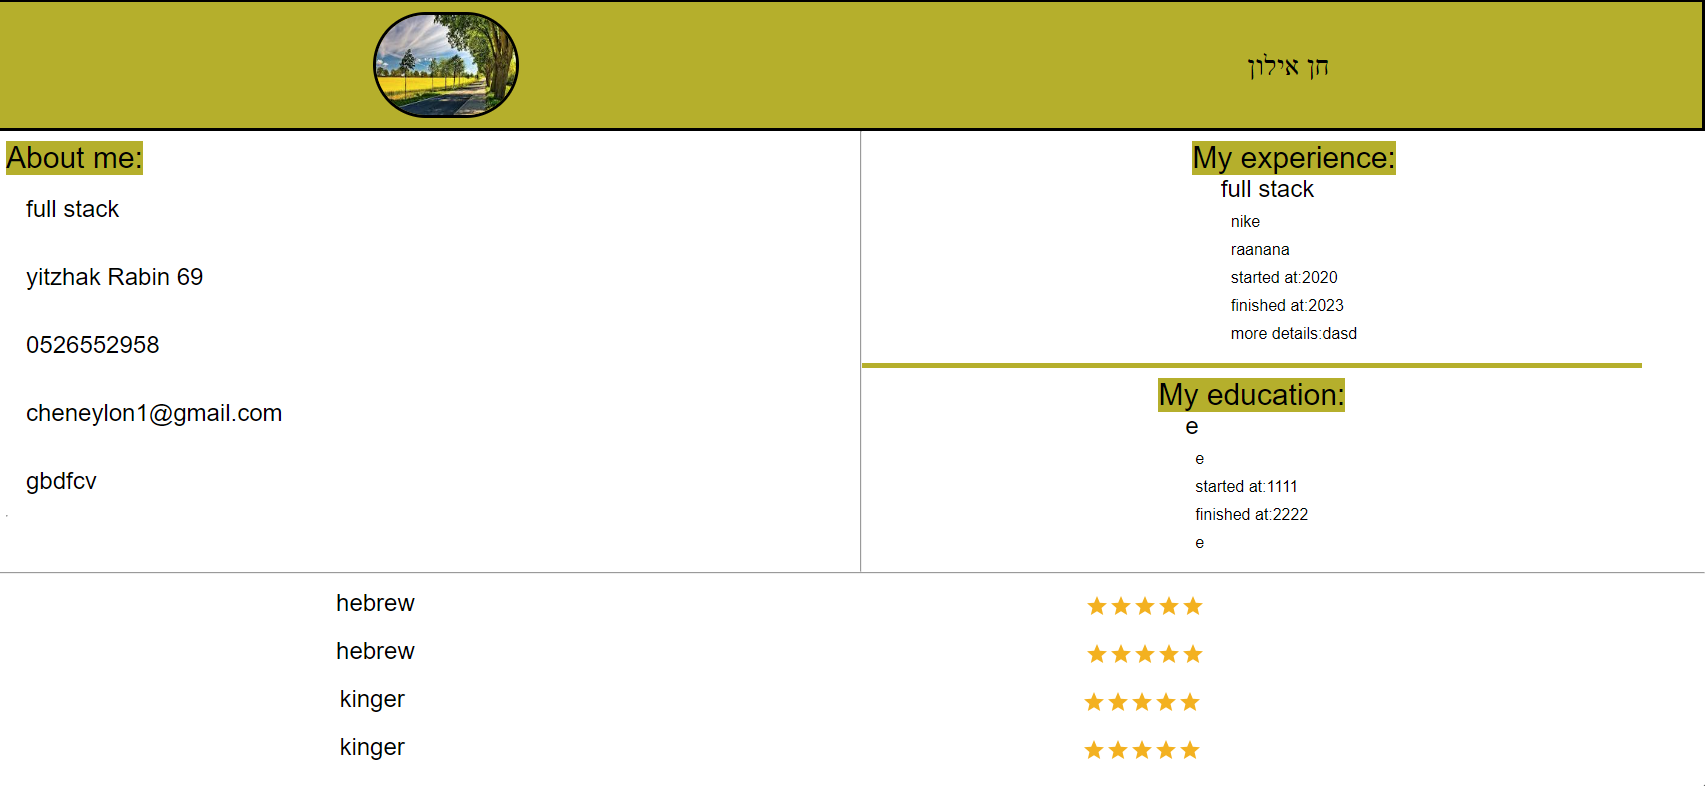 חן אילון
About me:
full stack
yitzhak Rabin 69
0526552958
cheneylon1@gmail.com
gbdfcv
My experience:
full stack
nike
raanana
started at:2020
finished at:2023
more details:dasd
My education:
e
e
started at:1111
finished at:2222
e
hebrew
hebrew
kinger
kinger